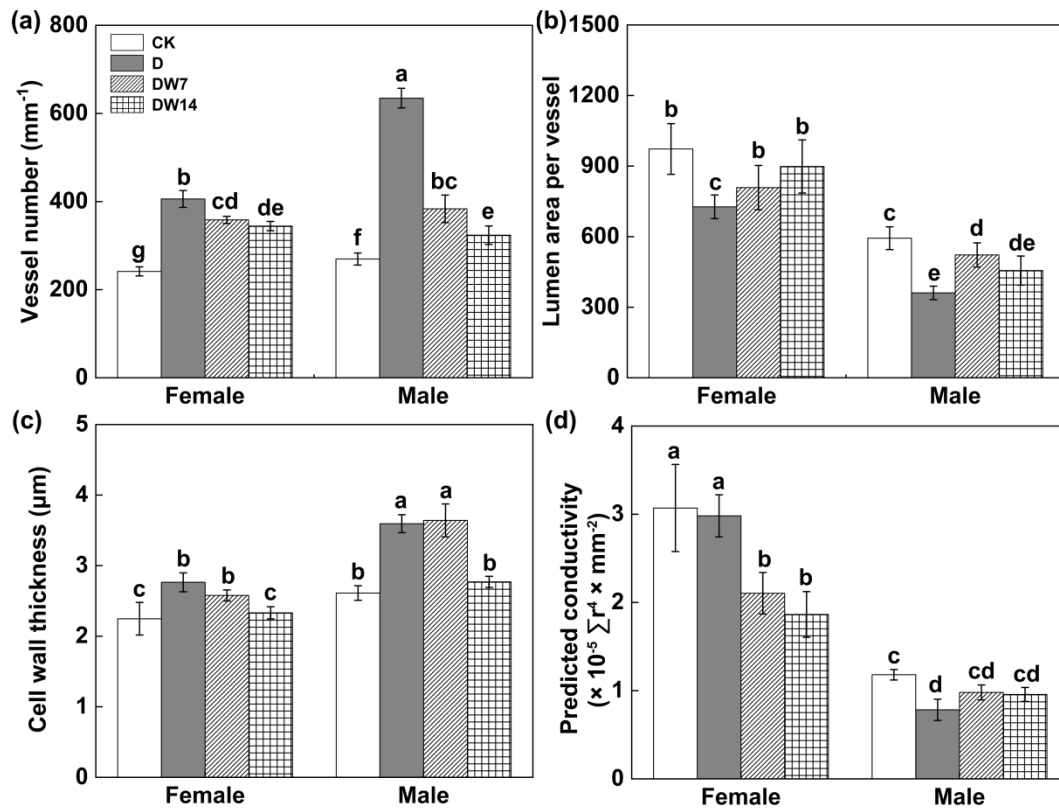 (a)
Vessel number (mm⁻¹)
800
600
400
200
0
CK
D
DW7
DW14
g
b
cd
de
f
a
bc
e
Female
Male
(b)
Lumen area per vessel
1500
1200
900
600
300
0
b
c
b
b
c
e
d
de
Female
Male
(c)
Cell wall thickness (μm)
5
4
3
2
1
0
c
b
b
c
b
a
a
b
Female
Male
(d)
Predicted conductivity
(× 10⁻⁵ ∑r⁴ × mm⁻²)
4
3
2
1
0
a
a
b
b
c
d
cd
cd
Female
Male